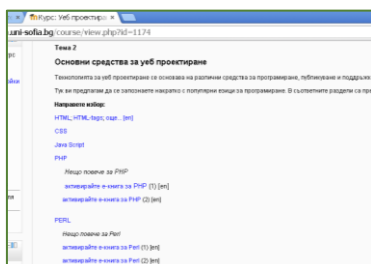 Курс: Уеб проектира
.uni-sofia.bg/course/view.php?id=1174
Тема 2
Основни средства за уеб проектиране
Технологията за уеб проектиране се основава на различни средства за програмиране, публикуване и поддръжк
Тук ви предлагам да се запознаете накратко с популярни езици за програмиране. В съответните раздели са пре
Направете избор:
HTML; HTML-tags; още... [en]
CSS
Java Script
PHP
Нещо повече за PHP
активирайте е-книга за PHP (1) [en]
активирайте е-книга за PHP (2) [en]
PERL
Нещо повече за Perl
активирайте е-книга за Perl (1) [en]
активирайте е-книга за Perl (2) [en]